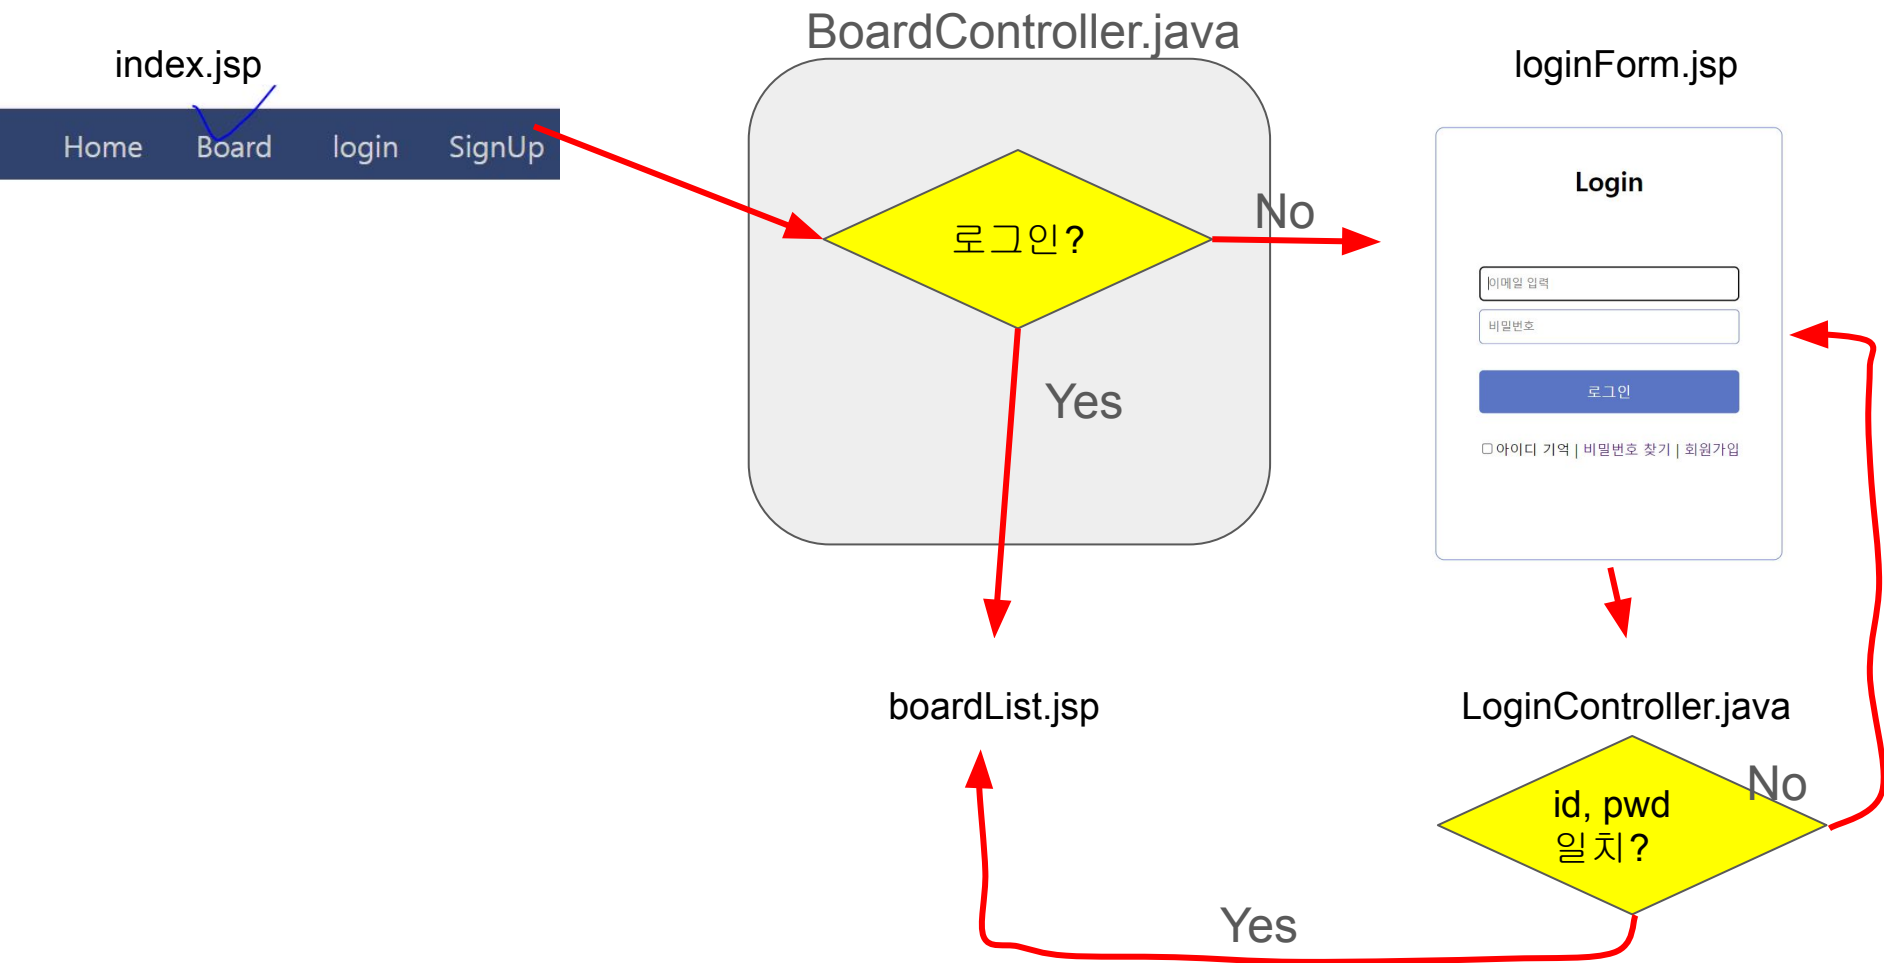 index.jsp
Home Board login SignUp
BoardController.java
로그인?
No
Yes
boardList.jsp
loginForm.jsp
Login
이메일 입력
비밀번호
로그인
아이디 기억 | 비밀번호 찾기 | 회원가입
LoginController.java
id, pwd
일치?
No
Yes